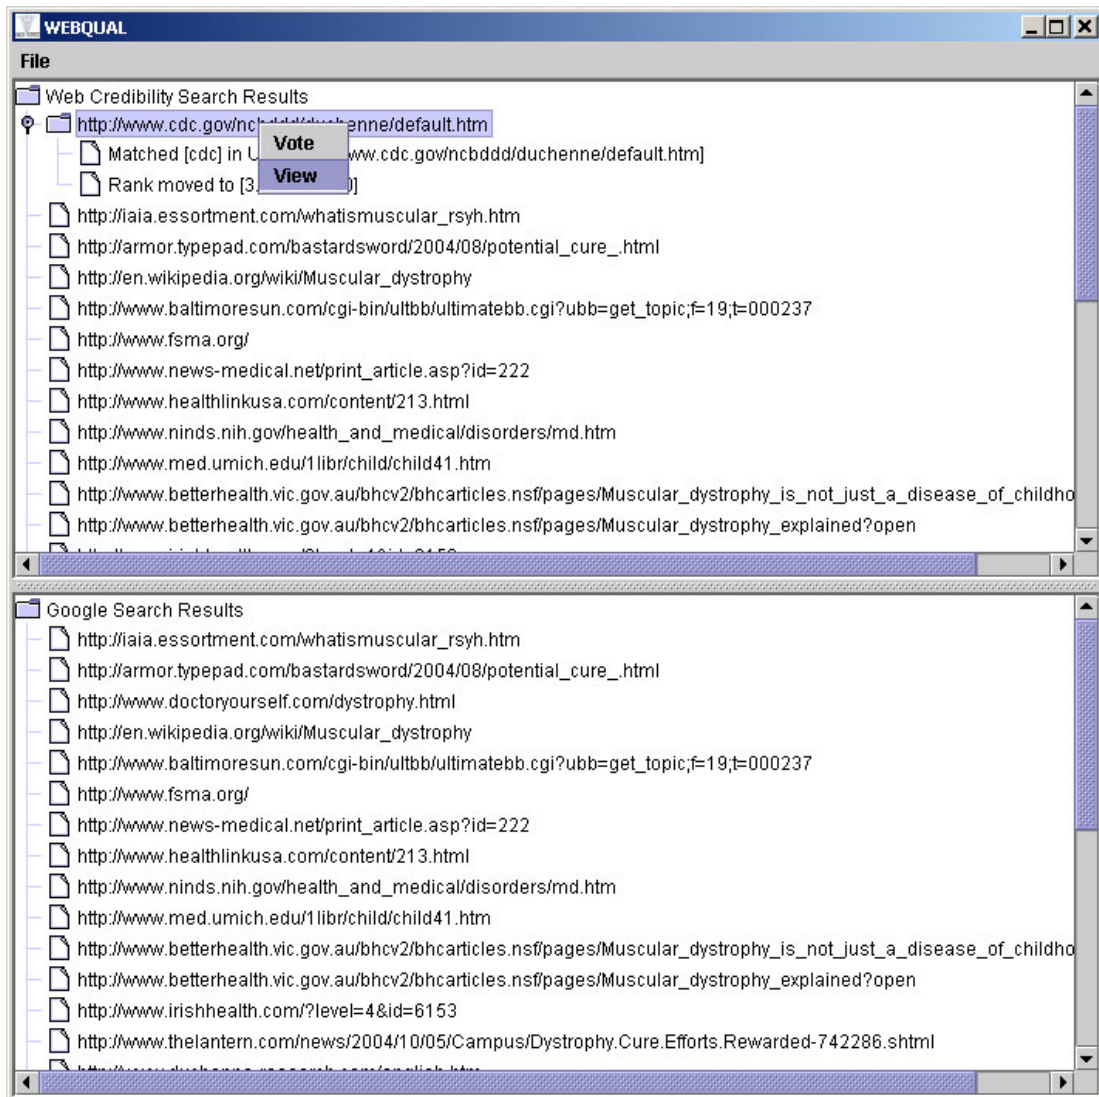 WEBQUAL
File
Web Credibility Search Results
http://www.cdc.gov/ncbddd/duchenne/default.htm
Vote
Matched [cdc] in www.cdc.gov/ncbddd/duchenne/default.htm]
View
Rank moved to [3.
http://iaia.essortment.com/whatismuscular_rsyh.htm
http://armor.typepad.com/bastardsword/2004/08/potential_cure_.html
http://en.wikipedia.org/wiki/Muscular_dystrophy
http://www.baltimoresun.com/cgi-bin/ultbb/ultimatebb.cgi?ubb=get_topic;f=19;t=000237
http://www.fsma.org/
http://www.news-medical.net/print_article.asp?id=222
http://www.healthlinkusa.com/content/213.html
http://www.ninds.nih.gov/health_and_medical/disorders/md.htm
http://www.med.umich.edu/1libr/child/child41.htm
http://www.betterhealth.vic.gov.au/bhcv2/bhcarticles.nsf/pages/Muscular_dystrophy_is_not_just_a_disease_of_childho
http://www.betterhealth.vic.gov.au/bhcv2/bhcarticles.nsf/pages/Muscular_dystrophy_explained?open
Google Search Results
http://iaia.essortment.com/whatismuscular_rsyh.htm
http://armor.typepad.com/bastardsword/2004/08/potential_cure_.html
http://www.doctoryourself.com/dystrophy.html
http://en.wikipedia.org/wiki/Muscular_dystrophy
http://www.baltimoresun.com/cgi-bin/ultbb/ultimatebb.cgi?ubb=get_topic;f=19;t=000237
http://www.fsma.org/
http://www.news-medical.net/print_article.asp?id=222
http://www.healthlinkusa.com/content/213.html
http://www.ninds.nih.gov/health_and_medical/disorders/md.htm
http://www.med.umich.edu/1libr/child/child41.htm
http://www.betterhealth.vic.gov.au/bhcv2/bhcarticles.nsf/pages/Muscular_dystrophy_is_not_just_a_disease_of_childho
http://www.betterhealth.vic.gov.au/bhcv2/bhcarticles.nsf/pages/Muscular_dystrophy_explained?open
http://www.irishhealth.com/?level=4&id=6153
http://www.thelantern.com/news/2004/10/05/Campus/Dystrophy.Cure.Efforts.Rewarded-742286.shtml